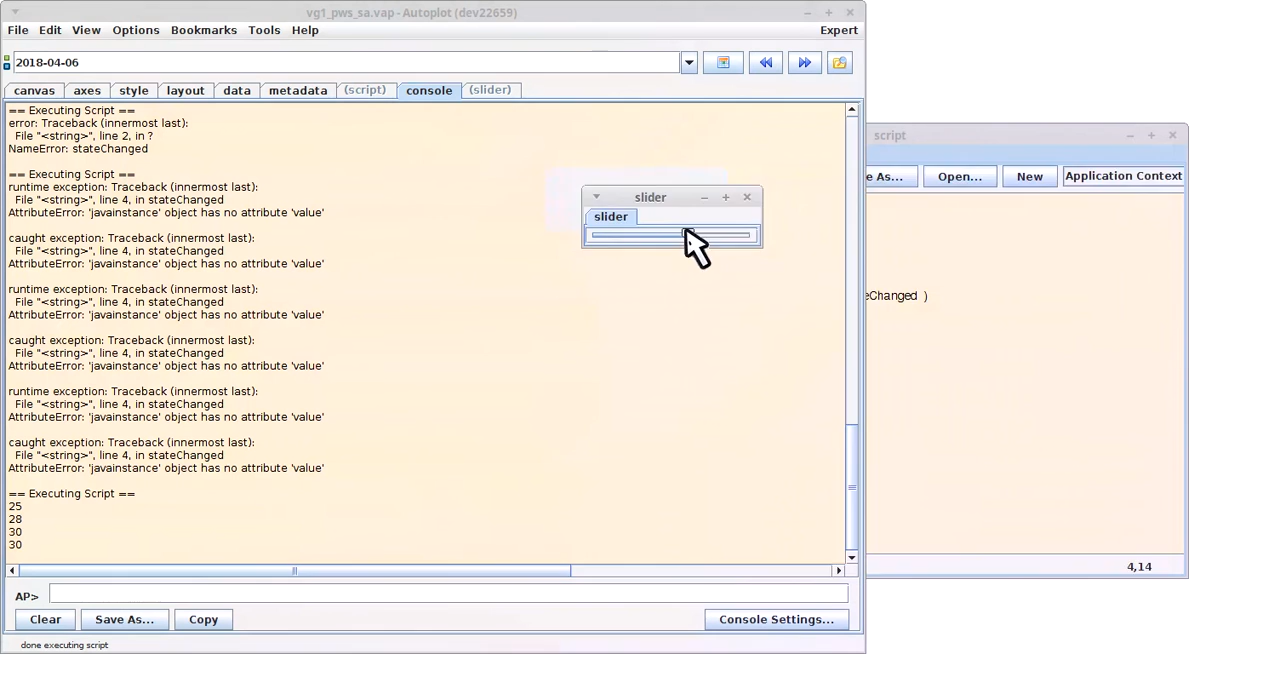 vg1_pws_sa.vap - Autoplot (dev22659)
File Edit View Options Bookmarks Tools Help Expert
2018-04-06
canvas axes style layout data metadata (script) console (slider)
== Executing Script ==
error: Traceback (innermost last):
File "<string>", line 2, in ?
NameError: stateChanged
== Executing Script ==
runtime exception: Traceback (innermost last):
File "<string>", line 4, in stateChanged
AttributeError: 'javainstance' object has no attribute 'value'
caught exception: Traceback (innermost last):
File "<string>", line 4, in stateChanged
AttributeError: 'javainstance' object has no attribute 'value'
runtime exception: Traceback (innermost last):
File "<string>", line 4, in stateChanged
AttributeError: 'javainstance' object has no attribute 'value'
caught exception: Traceback (innermost last):
File "<string>", line 4, in stateChanged
AttributeError: 'javainstance' object has no attribute 'value'
runtime exception: Traceback (innermost last):
File "<string>", line 4, in stateChanged
AttributeError: 'javainstance' object has no attribute 'value'
caught exception: Traceback (innermost last):
File "<string>", line 4, in stateChanged
AttributeError: 'javainstance' object has no attribute 'value'
== Executing Script ==
25
28
30
30
AP>
Clear Save As... Copy Console Settings...
done executing script
slider
slider
script
e As... Open... New Application Context
eChanged )
4,14